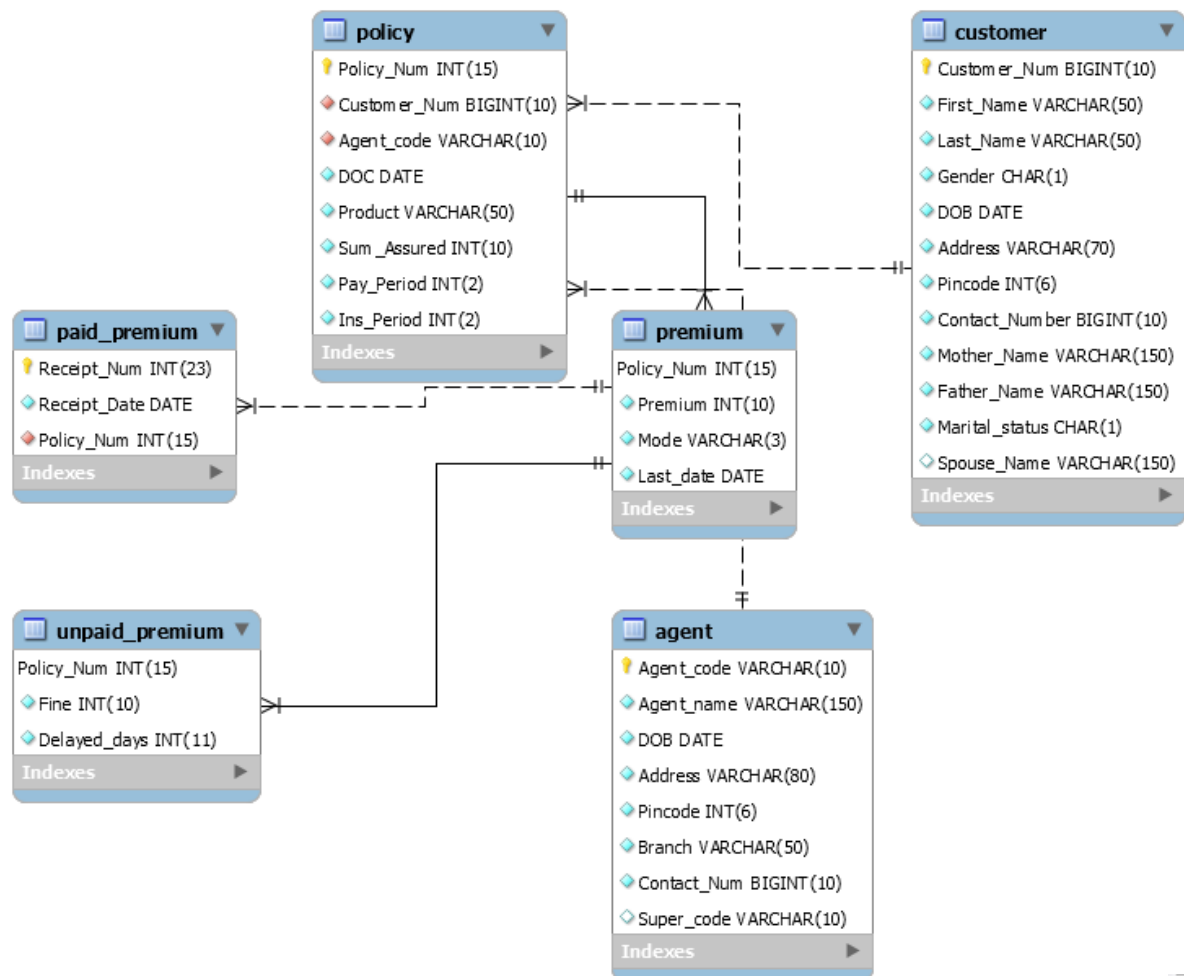 policy
Policy_Num INT(15)
Customer_Num BIGINT(10)
Agent_code VARCHAR(10)
DOC DATE
Product VARCHAR(50)
Sum_Assured INT(10)
Pay_Period INT(2)
Ins_Period INT(2)
Indexes
customer
Customer_Num BIGINT(10)
First_Name VARCHAR(50)
Last_Name VARCHAR(50)
Gender CHAR(1)
DOB DATE
Address VARCHAR(70)
Pincode INT(6)
Contact_Number BIGINT(10)
Mother_Name VARCHAR(150)
Father_Name VARCHAR(150)
Marital_status CHAR(1)
Spouse_Name VARCHAR(150)
Indexes
paid_premium
Receipt_Num INT(23)
Receipt_Date DATE
Policy_Num INT(15)
Indexes
premium
Policy_Num INT(15)
Premium INT(10)
Mode VARCHAR(3)
Last_date DATE
Indexes
unpaid_premium
Policy_Num INT(15)
Fine INT(10)
Delayed_days INT(11)
Indexes
agent
Agent_code VARCHAR(10)
Agent_name VARCHAR(150)
DOB DATE
Address VARCHAR(80)
Pincode INT(6)
Branch VARCHAR(50)
Contact_Num BIGINT(10)
Super_code VARCHAR(10)
Indexes